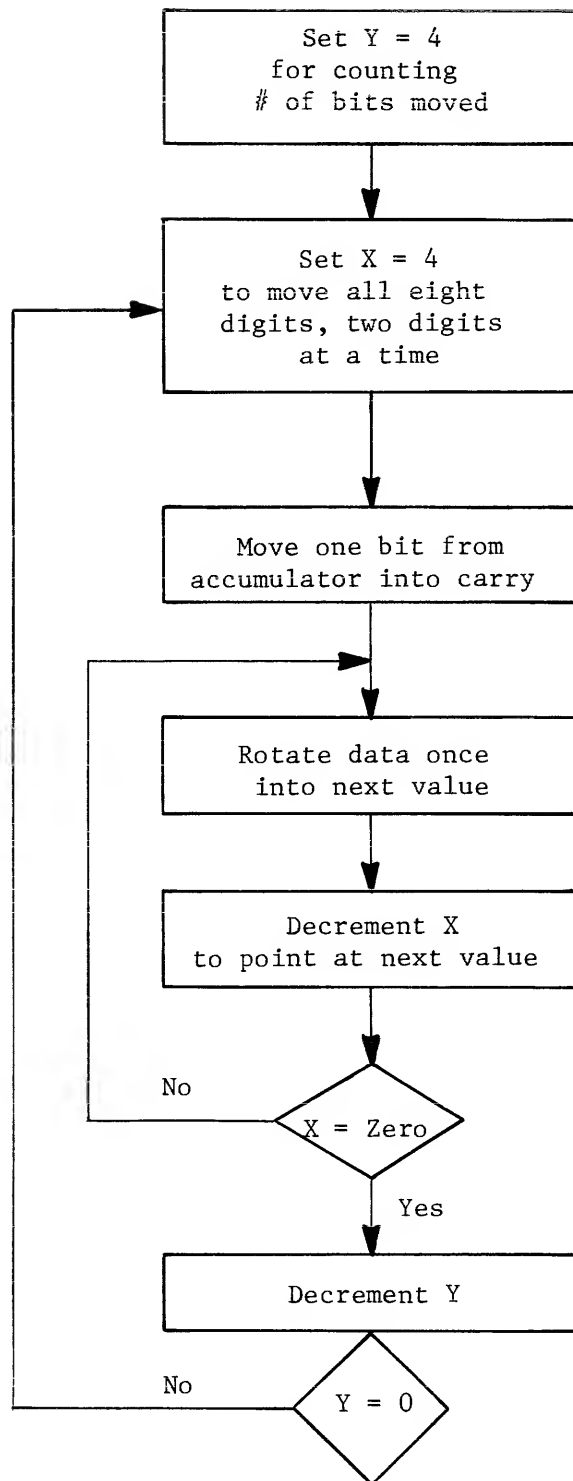 Set Y = 4
for counting
# of bits moved
Set X = 4
to move all eight
digits, two digits
at a time
Move one bit from
accumulator into carry
Rotate data once
into next value
Decrement X
to point at next value
No
X = Zero
Yes
Decrement Y
No
Y = 0